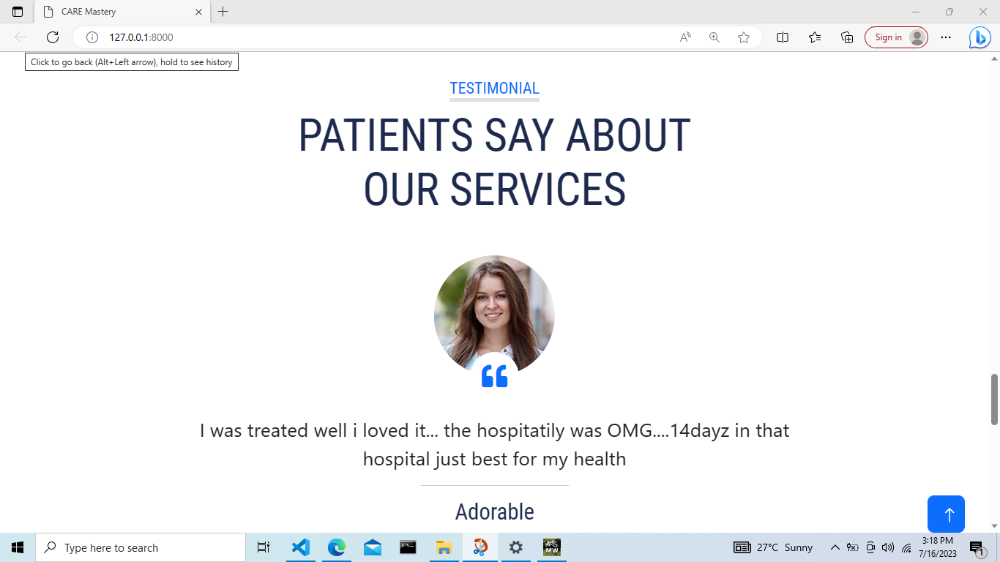 CARE Mastery
127.0.0.1:8000
Sign in
Click to go back (Alt+Left arrow), hold to see history
TESTIMONIAL
PATIENTS SAY ABOUT
OUR SERVICES
I was treated well i loved it... the hospitatily was OMG....14dayz in that
hospital just best for my health
Adorable
Type here to search
27°C Sunny
3:18 PM
7/16/2023
1